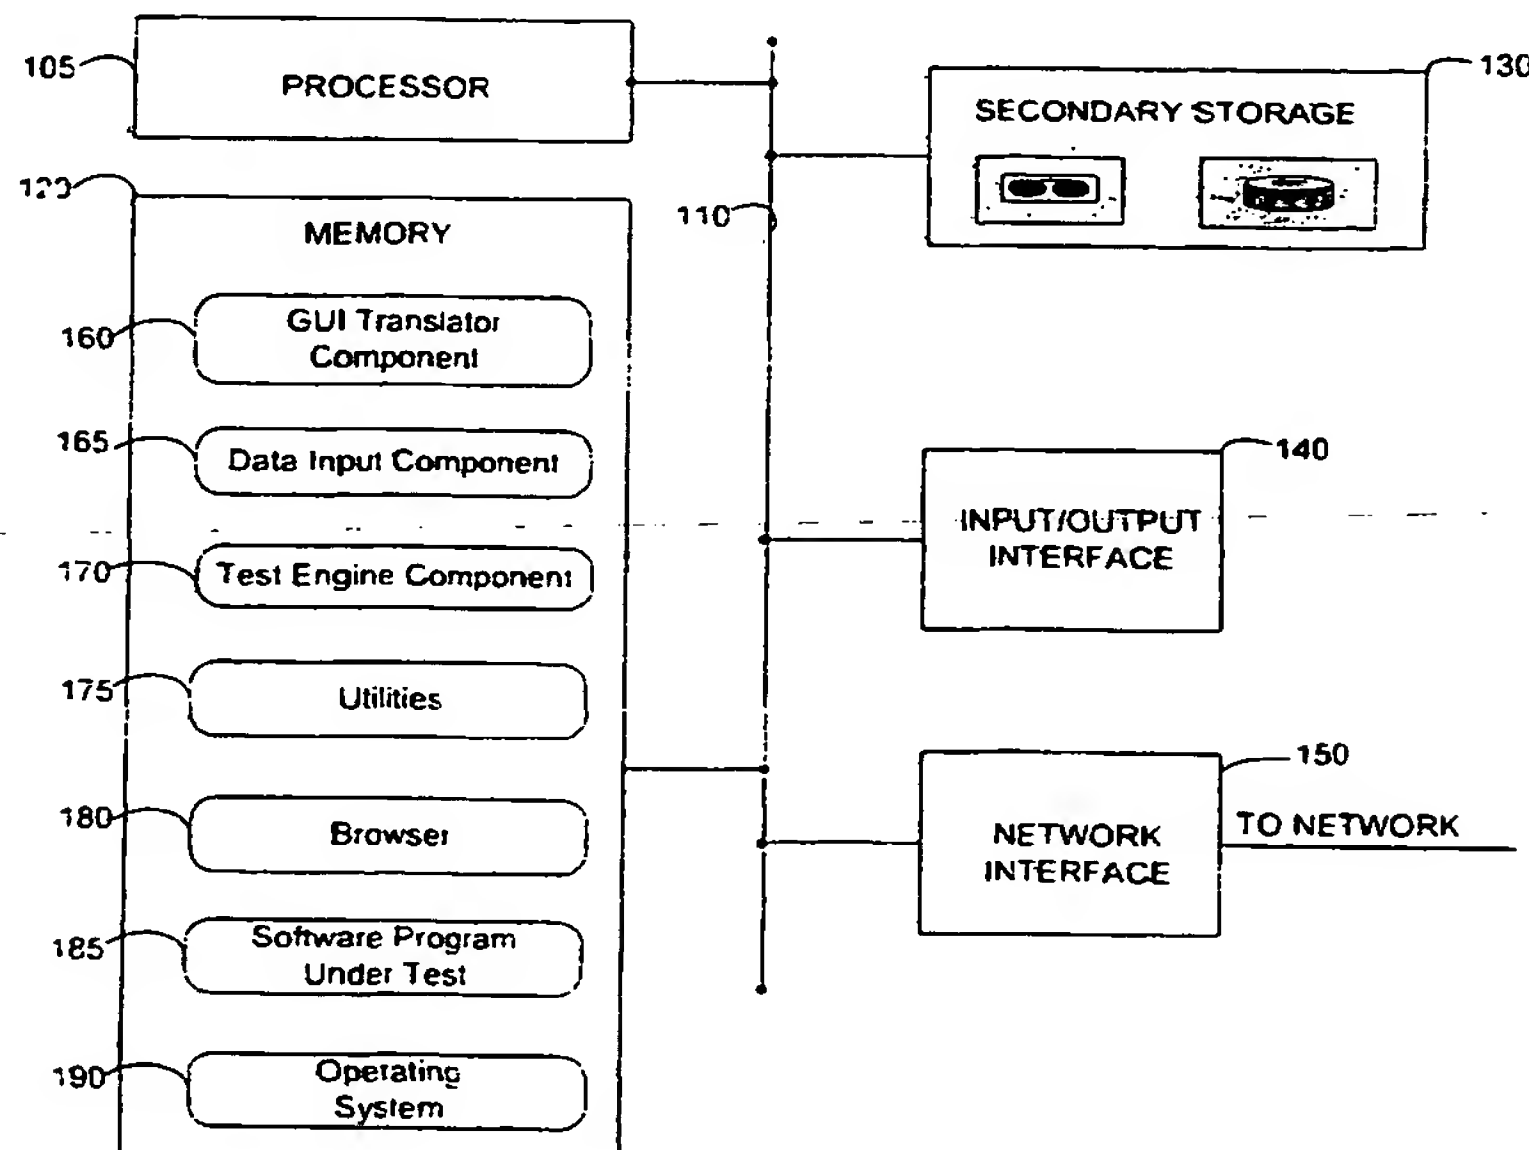 105
PROCESSOR
130
SECONDARY STORAGE
MEMORY
110
160
GUI Translator
Component
165
Data Input Component
140
INPUT/OUTPUT
INTERFACE
170
Test Engine Component
175
Utilities
150
NETWORK
INTERFACE
TO NETWORK
180
Browser
185
Software Program
Under Test
190
Operating
System